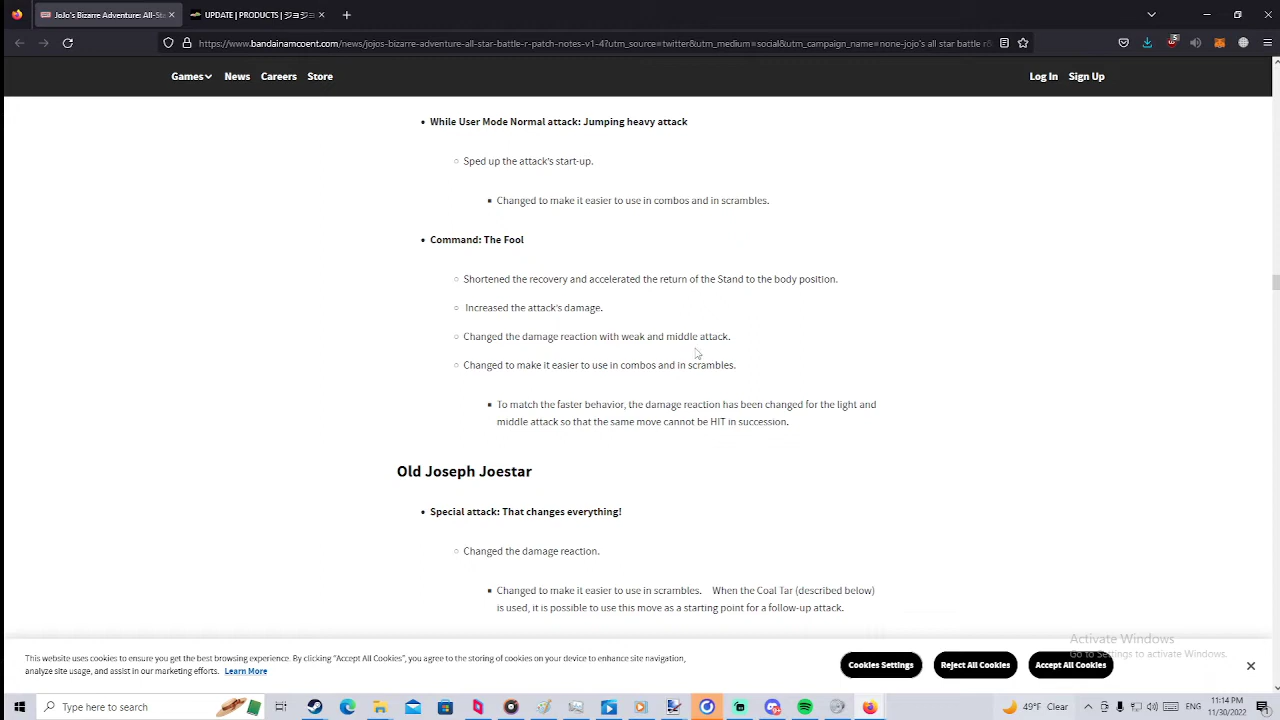 JoJo's Bizarre Adventure: All-Sta
UPDATE | PRODUCTS | ジョジョ
https://www.bandainamcoent.com/news/jojos-bizarre-adventure-all-star-battle-r-patch-notes-v1-4?utm_source=twitter&utm_medium=social&utm_campaign_name=none-jojo's all star battle r
Games News Careers Store Log In Sign Up
• While User Mode Normal attack: Jumping heavy attack
Sped up the attack's start-up.
Changed to make it easier to use in combos and in scrambles.
• Command: The Fool
Shortened the recovery and accelerated the return of the Stand to the body position.
Increased the attack's damage.
Changed the damage reaction with weak and middle attack.
Changed to make it easier to use in combos and in scrambles.
To match the faster behavior, the damage reaction has been changed for the light and
middle attack so that the same move cannot be HIT in succession.
Old Joseph Joestar
• Special attack: That changes everything!
Changed the damage reaction.
Changed to make it easier to use in scrambles. When the Coal Tar (described below)
is used, it is possible to use this move as a starting point for a follow-up attack.
Activate Windows
Go to Settings to activate Windows.
This website uses cookies to ensure you get the best browsing experience. By clicking "Accept All Cookies", you agree to the storing of cookies on your device to enhance site navigation,
analyze site usage, and assist in our marketing efforts. Learn More
Cookies Settings Reject All Cookies Accept All Cookies
Type here to search
49°F Clear
ENG
11:14 PM
11/30/2022